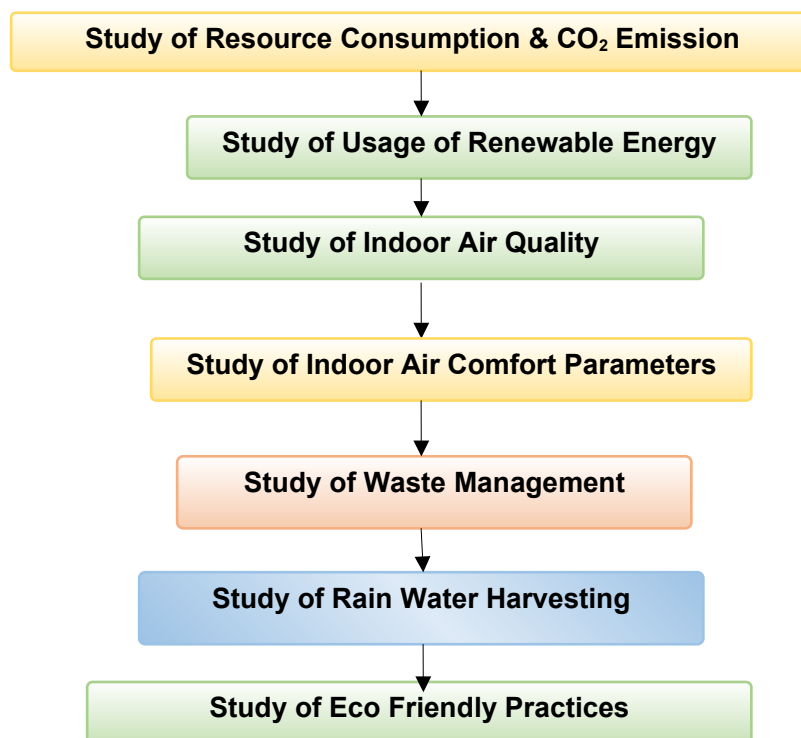 Study of Resource Consumption & CO₂ Emission
Study of Usage of Renewable Energy
Study of Indoor Air Quality
Study of Indoor Air Comfort Parameters
Study of Waste Management
Study of Rain Water Harvesting
Study of Eco Friendly Practices